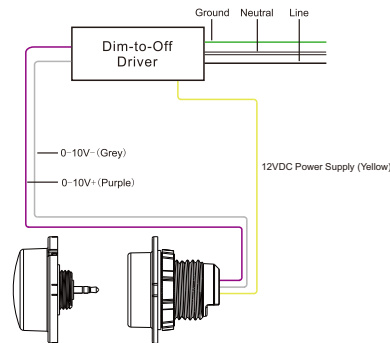 Ground Neutral Line
Dim-to-Off
Driver
0-10V-(Grey)
12VDC Power Supply (Yellow)
0-10V+(Purple)